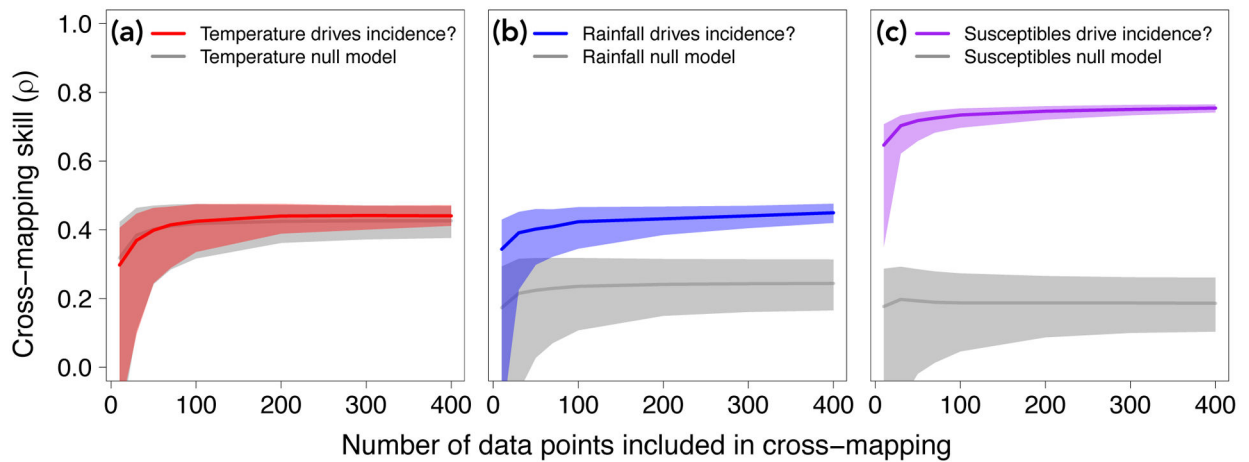 (a)
Temperature drives incidence?
Temperature null model
(b)
Rainfall drives incidence?
Rainfall null model
(c)
Susceptibles drive incidence?
Susceptibles null model
Cross−mapping skill (ρ)
1.0
0.8
0.6
0.4
0.2
0.0
0 100 200 300 400
0 100 200 300 400
0 100 200 300 400
Number of data points included in cross−mapping